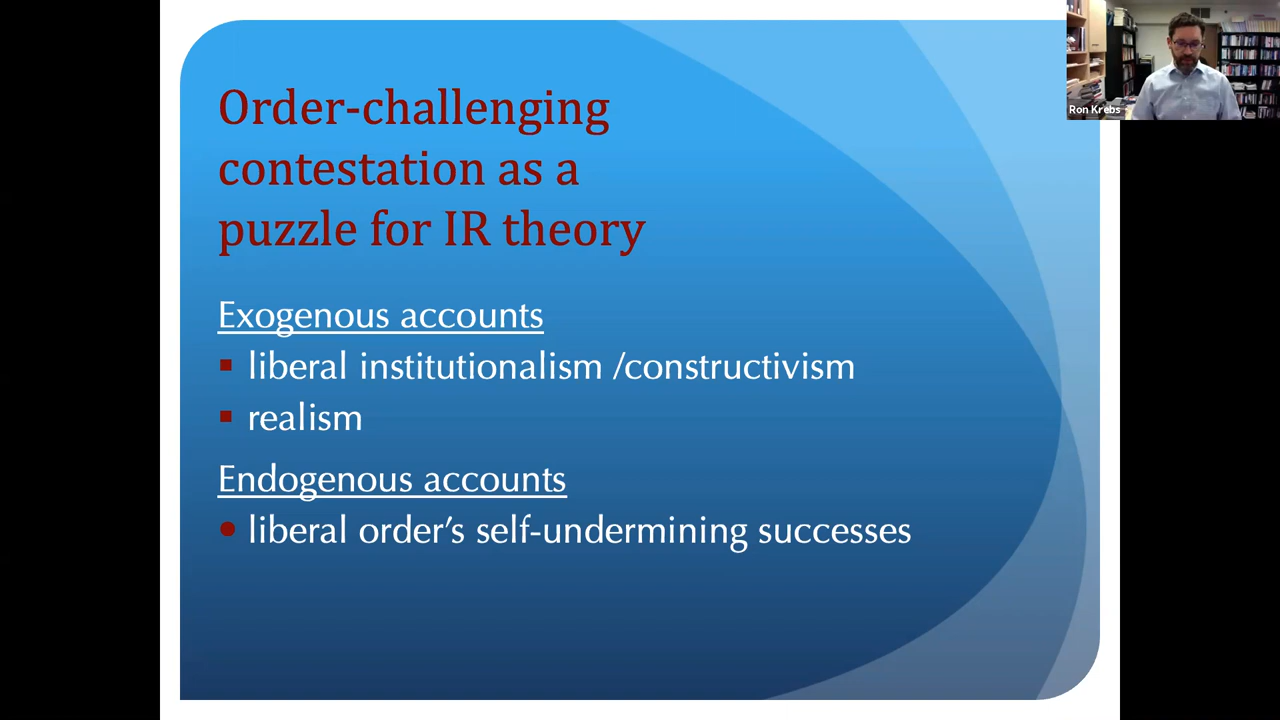 Order-challenging
contestation as a
puzzle for IR theory
Exogenous accounts
▪ liberal institutionalism /constructivism
▪ realism
Endogenous accounts
• liberal order’s self-undermining successes
Ron Krebs